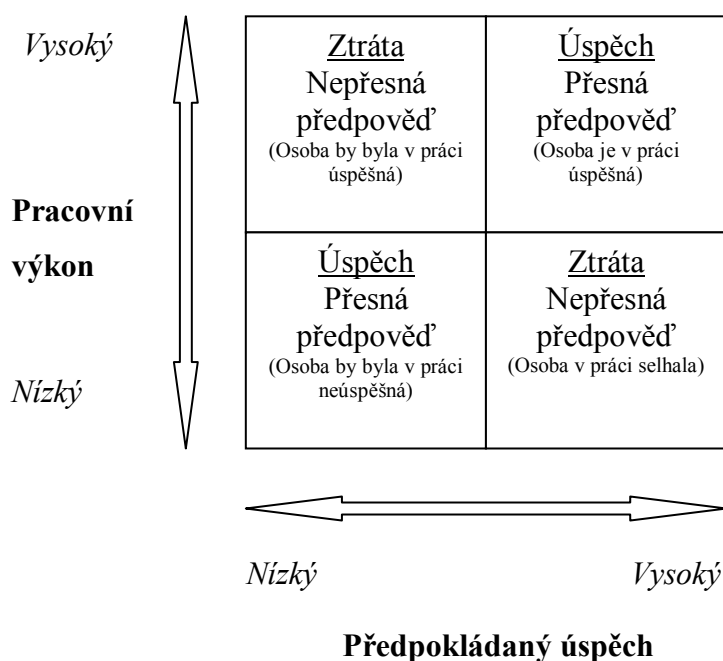 Vysoký
Ztráta
Nepřesná
předpověď
(Osoba by byla v práci
úspěšná)
Úspěch
Přesná
předpověď
(Osoba je v práci
úspěšná)
Pracovní
výkon
Úspěch
Přesná
předpověď
(Osoba by byla v práci
neúspěšná)
Ztráta
Nepřesná
předpověď
(Osoba v práci selhala)
Nízký
Nízký
Vysoký
Předpokládaný úspěch